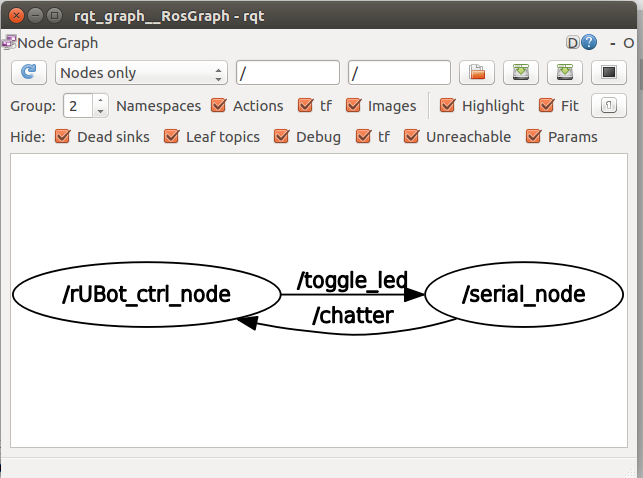 rqt_graph__RosGraph - rqt
Node Graph D ? - O
Nodes only / /
Group: 2 Namespaces Actions tf Images Highlight Fit
Hide: Dead sinks Leaf topics Debug tf Unreachable Params
/toggle_led
/rUBot_ctrl_node /serial_node
/chatter